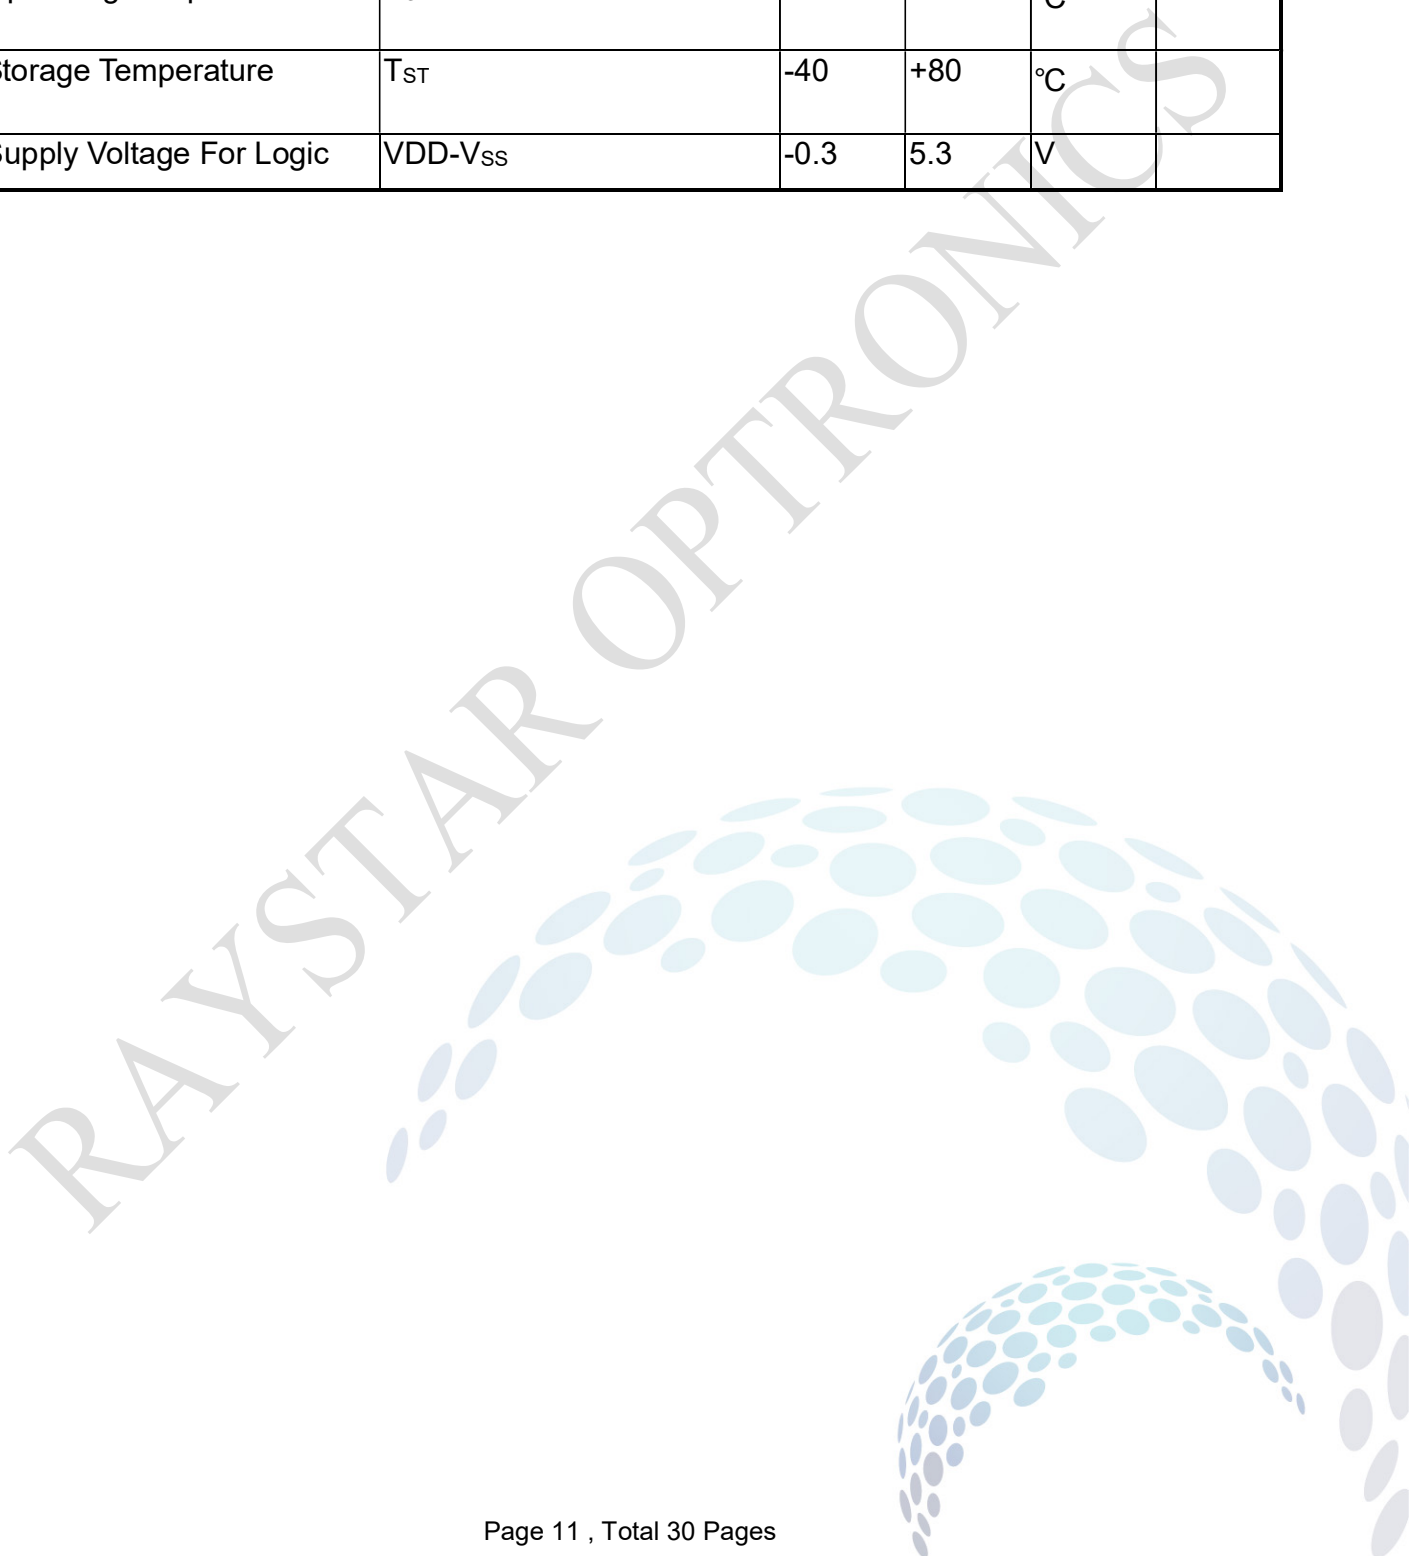 ℃
Storage Temperature TST -40 +80 ℃
Supply Voltage For Logic VDD-VSS -0.3 5.3 V
RAYSTAR OPTRONICS
Page 11 , Total 30 Pages